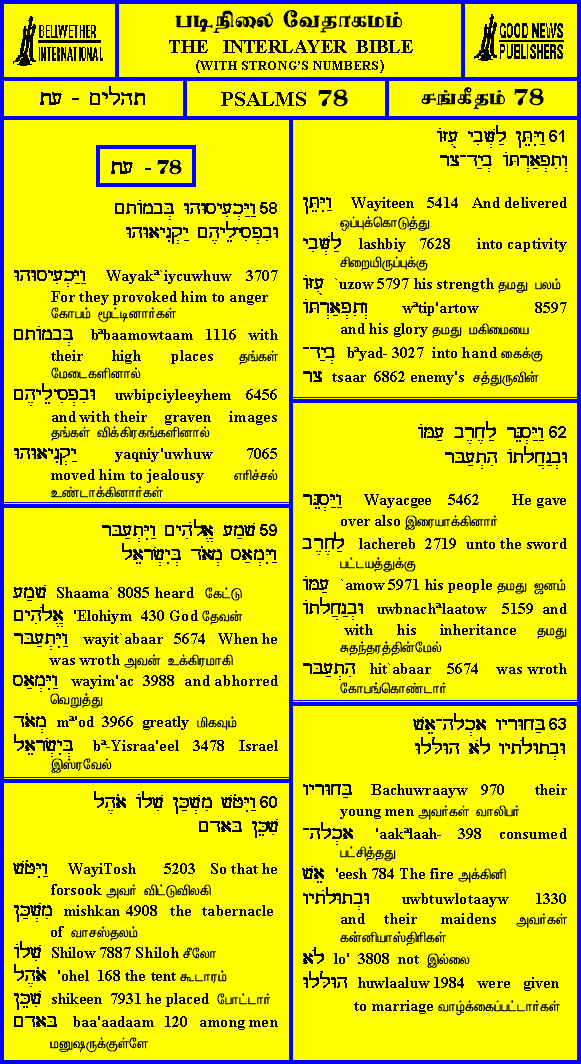 BELLWETHER
INTERNATIONAL
படிநிலை வேதாகமம்
THE INTERLAYER BIBLE
(WITH STRONG'S NUMBERS)
GOOD NEWS
PUBLISHERS
תהלים - עח
PSALMS 78
சங்கீதம் 78
עח - 78
58 וַיַּכְעִיסוּהוּ בְּבָמוֹתָם
וּבִפְסִילֵיהֶם יַקְנִיאוּהוּ
וַיַּכְעִיסוּהוּ Wayakª`iycuwhuw 3707
For they provoked him to anger
கோபம் மூட்டினார்கள்
בְּבָמוֹתָם bªbaamowtaam 1116 with
their high places தங்கள்
மேடைகளினால்
וּבִפְסִילֵיהֶם uwbipciyleeyhem 6456
and with their graven images
தங்கள் விக்கிரகங்களினால்
יַקְנִיאוּהוּ yaqniy'uwhuw 7065
moved him to jealousy எரிச்சல்
உண்டாக்கினார்கள்
59 שָׁמַע אֱלֹהִים וַיִּתְעַבָּר
וַיִּמְאַס מְאֹד בְּיִשְׂרָאֵל
שָׁמַע Shaama` 8085 heard கேட்டு
אֱלֹהִים 'Elohiym 430 God தேவன்
וַיִּתְעַבָּר wayit`abaar 5674 When he
was wroth அவன் உக்கிரமாகி
וַיִּמְאַס wayim'ac 3988 and abhorred
வெறுத்து
מְאֹד mª'od 3966 greatly மிகவும்
בְּיִשְׂרָאֵל bª-Yisraa'eel 3478 Israel
இஸ்ரவேல்
60 וַיִּטֹּשׁ מִשְׁכַּן שִׁלוֹ אֹהֶל
שִׁכֵּן בָּאָדָם
וַיִּטֹּשׁ WayiTosh 5203 So that he
forsook அவர் விட்டுவிலகி
מִשְׁכַּן mishkan 4908 the tabernacle
of வாசஸ்தலம்
שִׁלוֹ Shilow 7887 Shiloh சீலோ
אֹהֶל 'ohel 168 the tent கூடாரம்
שִׁכֵּן shikeen 7931 he placed போட்டார்
בָּאָדָם baa'aadaam 120 among men
மனுஷருக்குள்ளே
61 וַיִּתֵּן לַשְּׁבִי עֻזּוֹ
וְתִפְאַרְתּוֹ בְיַד־צָר
וַיִּתֵּן Wayiteen 5414 And delivered
ஒப்புக்கொடுத்து
לַשְּׁבִי lashbiy 7628 into captivity
சிறையிருப்புக்கு
עֻזּוֹ `uzow 5797 his strength தமது பலம்
וְתִפְאַרְתּוֹ wªtip'artow 8597
and his glory தமது மகிமையை
בְיַד־ bªyad- 3027 into hand கைக்கு
צָר tsaar 6862 enemy's சத்துருவின்
62 וַיַּסְגֵּר לַחֶרֶב עַמּוֹ
וּבְנַחֲלָתוֹ הִתְעַבָּר
וַיַּסְגֵּר Wayacgee 5462 He gave
over also இரையாக்கினார்
לַחֶרֶב lachereb 2719 unto the sword
பட்டயத்துக்கு
עַמּוֹ `amow 5971 his people தமது ஜனம்
וּבְנַחֲלָתוֹ uwbnachªlaatow 5159 and
with his inheritance தமது
சுதந்தரத்தின்மேல்
הִתְעַבָּר hit`abaar 5674 was wroth
கோபங்கொண்டார்
63 בַּחוּרָיו אָכְלָה־אֵשׁ
וּבְתוּלֹתָיו לֹא הוּלָּלוּ
בַּחוּרָיו Bachuwraayw 970 their
young men அவர்கள் வாலிபர்
אָכְלָה־ 'aakªlaah- 398 consumed
பட்சித்தது
אֵשׁ 'eesh 784 The fire அக்கினி
וּבְתוּלֹתָיו uwbtuwlotaayw 1330
and their maidens அவர்கள்
கன்னியாஸ்திரிகள்
לֹא lo' 3808 not இல்லை
הוּלָּלוּ huwlaaluw 1984 were given
to marriage வாழ்க்கைப்பட்டார்கள்